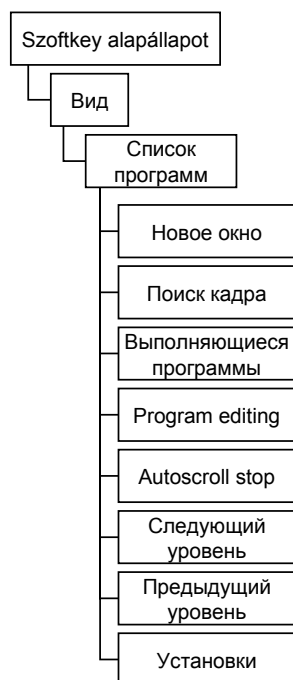 Szoftkey alapállapot
Вид
Список
программ
Новое окно
Поиск кадра
Выполняющиеся
программы
Program editing
Autoscroll stop
Следующий
уровень
Предыдущий
уровень
Установки